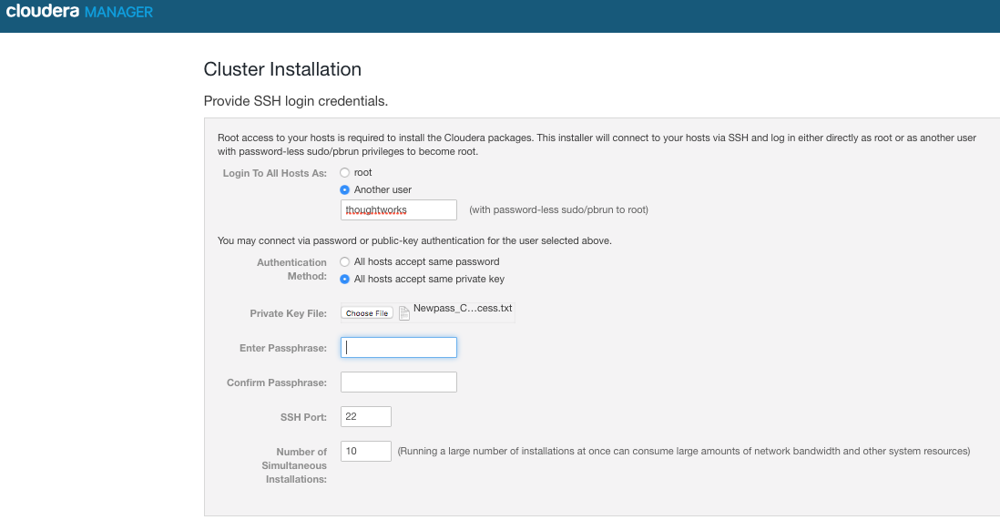 cloudera MANAGER
Cluster Installation
Provide SSH login credentials.
Root access to your hosts is required to install the Cloudera packages. This installer will connect to your hosts via SSH and log in either directly as root or as another user
with password-less sudo/pbrun privileges to become root.
Login To All Hosts As: root
Another user
thoughtworks (with password-less sudo/pbrun to root)
You may connect via password or public-key authentication for the user selected above.
Authentication All hosts accept same password
Method: All hosts accept same private key
Private Key File: Choose File Newpass_C...cess.txt
Enter Passphrase:
Confirm Passphrase:
SSH Port: 22
Number of 10 (Running a large number of installations at once can consume large amounts of network bandwidth and other system resources)
Simultaneous
Installations: